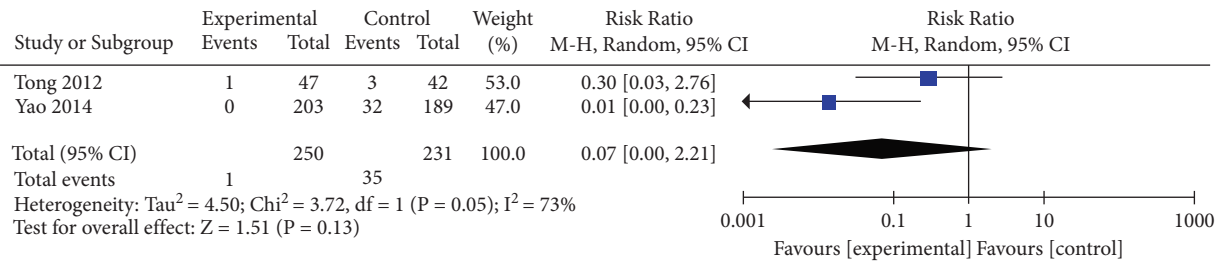 Experimental Control Weight Risk Ratio Risk Ratio
Study or Subgroup Events Total Events Total (%) M-H, Random, 95% CI M-H, Random, 95% CI
Tong 2012 1 47 3 42 53.0 0.30 [0.03, 2.76]
Yao 2014 0 203 32 189 47.0 0.01 [0.00, 0.23]
Total (95% CI) 250 231 100.0 0.07 [0.00, 2.21]
Total events 1 35
Heterogeneity: Tau² = 4.50; Chi² = 3.72, df = 1 (P = 0.05); I² = 73%
Test for overall effect: Z = 1.51 (P = 0.13)
0.001 0.1 1 10 1000
Favours [experimental] Favours [control]